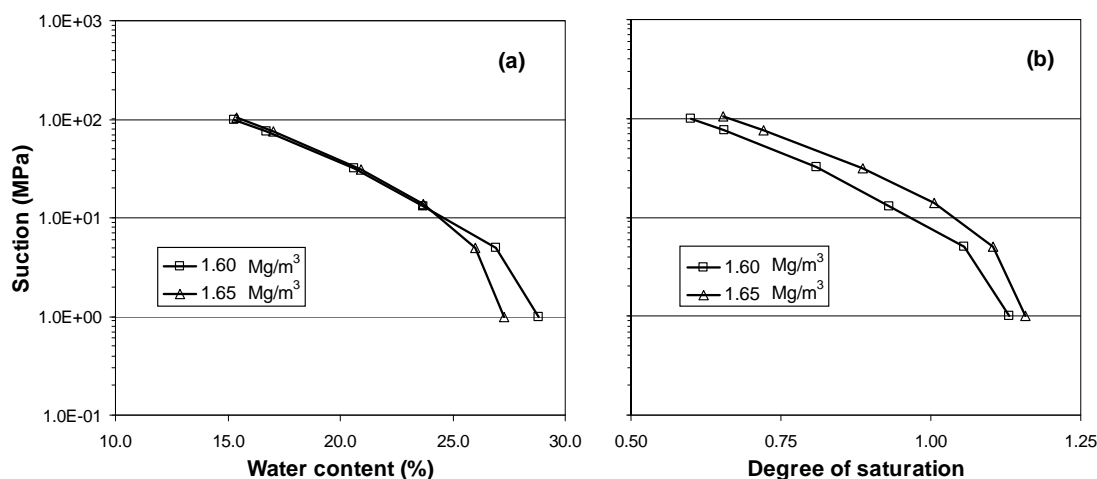 1.0E+03
1.0E+02
1.0E+01
1.0E+00
1.0E-01
Suction (MPa)
(a)
1.60 Mg/m³
1.65 Mg/m³
10.0 15.0 20.0 25.0 30.0
Water content (%)
(b)
1.60 Mg/m³
1.65 Mg/m³
0.50 0.75 1.00 1.25
Degree of saturation